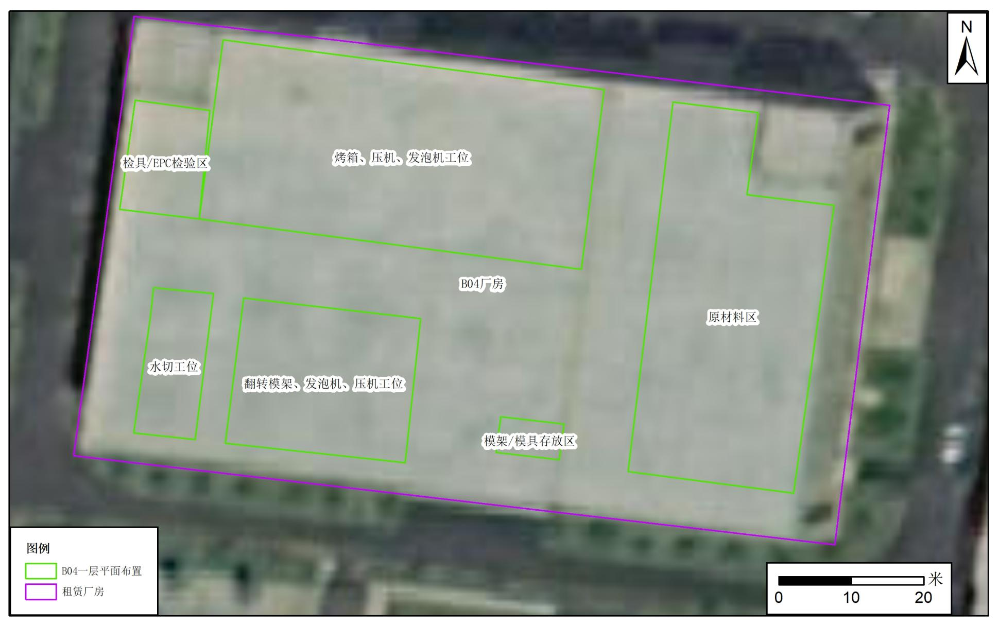 N
检具/EPC检验区
烤箱、压机、发泡机工位
B04厂房
原材料区
水切工位
翻转模架、发泡机、压机工位
模架/模具存放区
图例
B04一层平面布置
租赁厂房
米
0 10 20